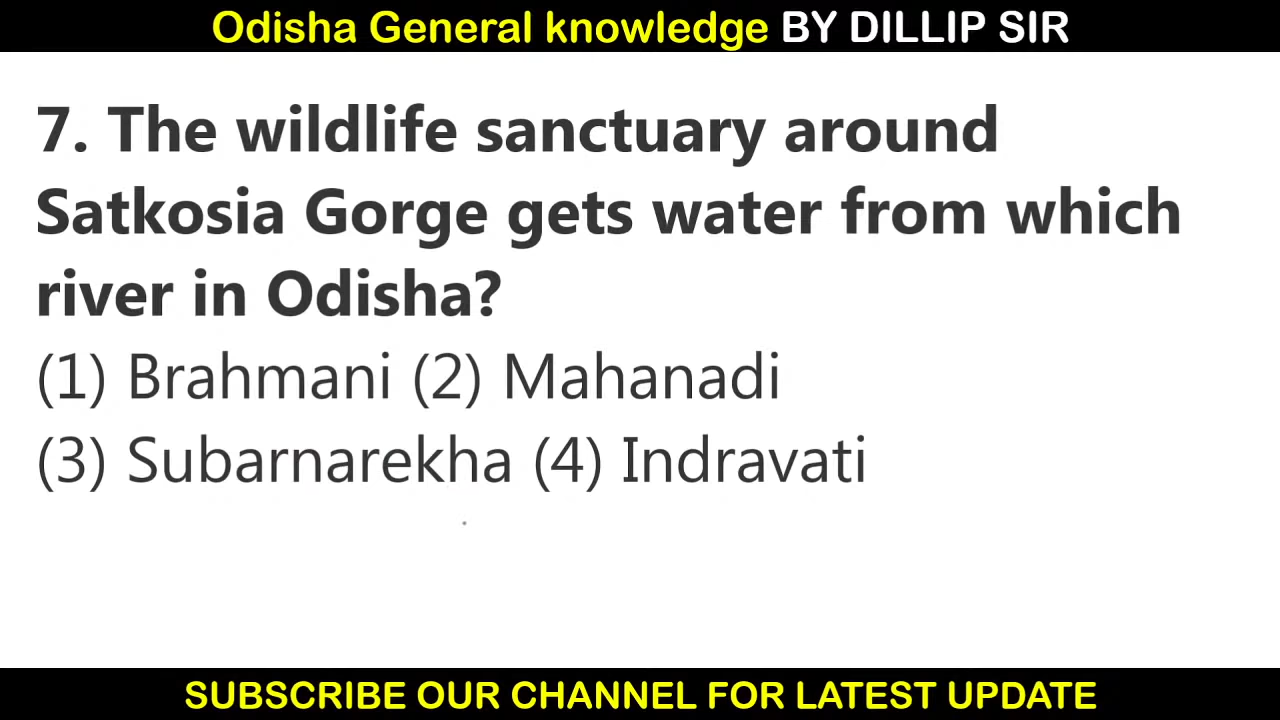 Odisha General knowledge BY DILLIP SIR
7. The wildlife sanctuary around
Satkosia Gorge gets water from which
river in Odisha?
(1) Brahmani (2) Mahanadi
(3) Subarnarekha (4) Indravati
SUBSCRIBE OUR CHANNEL FOR LATEST UPDATE